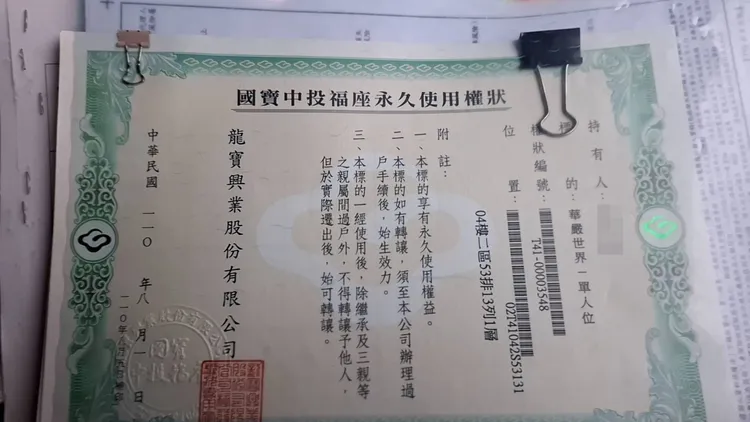 國寶中投福座永久使用權狀
持有人：
標的：華嚴世界－單人位
權狀編號：
T41-00003548
位置：
02T41042S53131
04樓二區53排13列1層
附註：
一、本標的享有永久使用權益。
二、本標的如有轉讓，須至本公司辦理過
戶手續後，始生效力。
三、本標的一經使用後，除繼承及三親等
之親屬間過戶外，不得轉讓予他人，
但於實際遷出後，始可轉讓。
龍寶興業股份有限公司
中華民國 一一○ 年 八 月 一 日